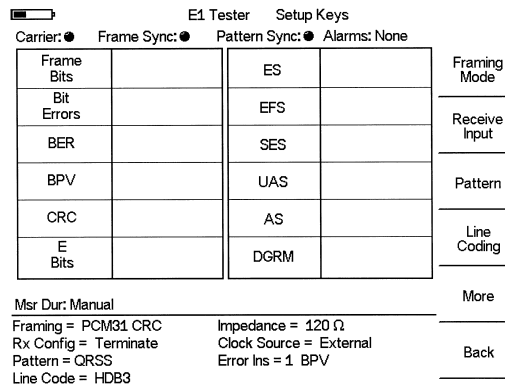 E1 Tester Setup Keys
Carrier: Frame Sync: Pattern Sync: Alarms: None
Frame Bits
Bit Errors
BER
BPV
CRC
E Bits
ES
EFS
SES
UAS
AS
DGRM
Framing Mode
Receive Input
Pattern
Line Coding
More
Back
Msr Dur: Manual
Framing = PCM31 CRC
Rx Config = Terminate
Pattern = QRSS
Line Code = HDB3
Impedance = 120 Ω
Clock Source = External
Error Ins = 1 BPV